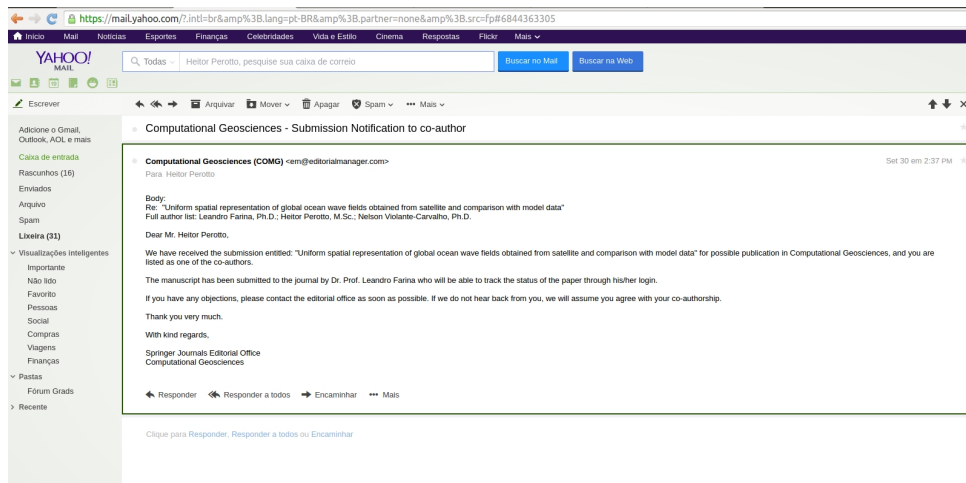 https://mail.yahoo.com/?.intl=br&amp%3B.lang=pt-BR&amp%3B.partner=none&amp%3B.src=fp#6844363305
Início Mail Notícias Esportes Finanças Celebridades Vida e Estilo Cinema Respostas Flickr Mais
YAHOO!
MAIL
Todas Heitor Perotto, pesquise sua caixa de correio Buscar no Mail Buscar na Web
Escrever Arquivar Mover Apagar Spam Mais
Adicione o Gmail,
Outlook, AOL e mais
Caixa de entrada
Rascunhos (16)
Enviados
Arquivo
Spam
Lixeira (31)
Visualizações inteligentes
Importante
Não lido
Favorito
Pessoas
Social
Compras
Viagens
Finanças
Pastas
Fórum Grads
Recente
Computational Geosciences - Submission Notification to co-author
Computational Geosciences (COMG) <em@editorialmanager.com> Set 30 em 2:37 PM
Para Heitor Perotto
Body:
Re: "Uniform spatial representation of global ocean wave fields obtained from satellite and comparison with model data"
Full author list: Leandro Farina, Ph.D.; Heitor Perotto, M.Sc.; Nelson Violante-Carvalho, Ph.D.
Dear Mr. Heitor Perotto,
We have received the submission entitled: "Uniform spatial representation of global ocean wave fields obtained from satellite and comparison with model data" for possible publication in Computational Geosciences, and you are
listed as one of the co-authors.
The manuscript has been submitted to the journal by Dr. Prof. Leandro Farina who will be able to track the status of the paper through his/her login.
If you have any objections, please contact the editorial office as soon as possible. If we do not hear back from you, we will assume you agree with your co-authorship.
Thank you very much.
With kind regards,
Springer Journals Editorial Office
Computational Geosciences
Responder Responder a todos Encaminhar Mais
Clique para Responder, Responder a todos ou Encaminhar